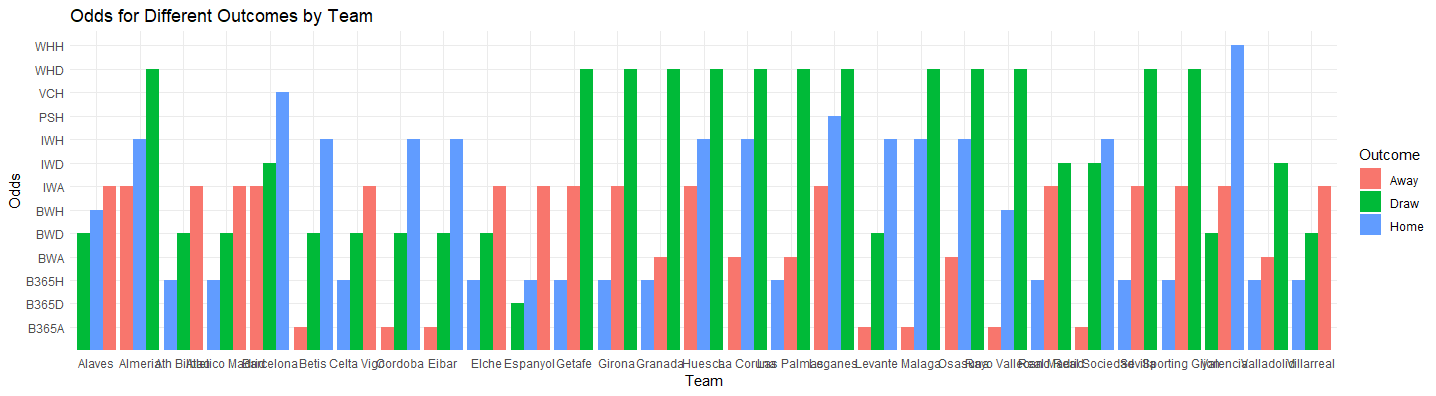 Odds for Different Outcomes by Team
WHH
WHD
VCH
PSH
IWH
IWD
IWA
BWH
BWD
BWA
B365H
B365D
B365A
Odds
Alaves Almeria Ath Bilbao Atletico Madrid Barcelona Betis Celta Vigo Cordoba Eibar Elche Espanyol Getafe Girona Granada Huesca La Coruna Las Palmas Leganes Levante Malaga Osasuna Rayo Vallecano Real Madrid Real Sociedad Sevilla Sporting Gijon Valencia Valladolid Villarreal
Team
Outcome
Away
Draw
Home